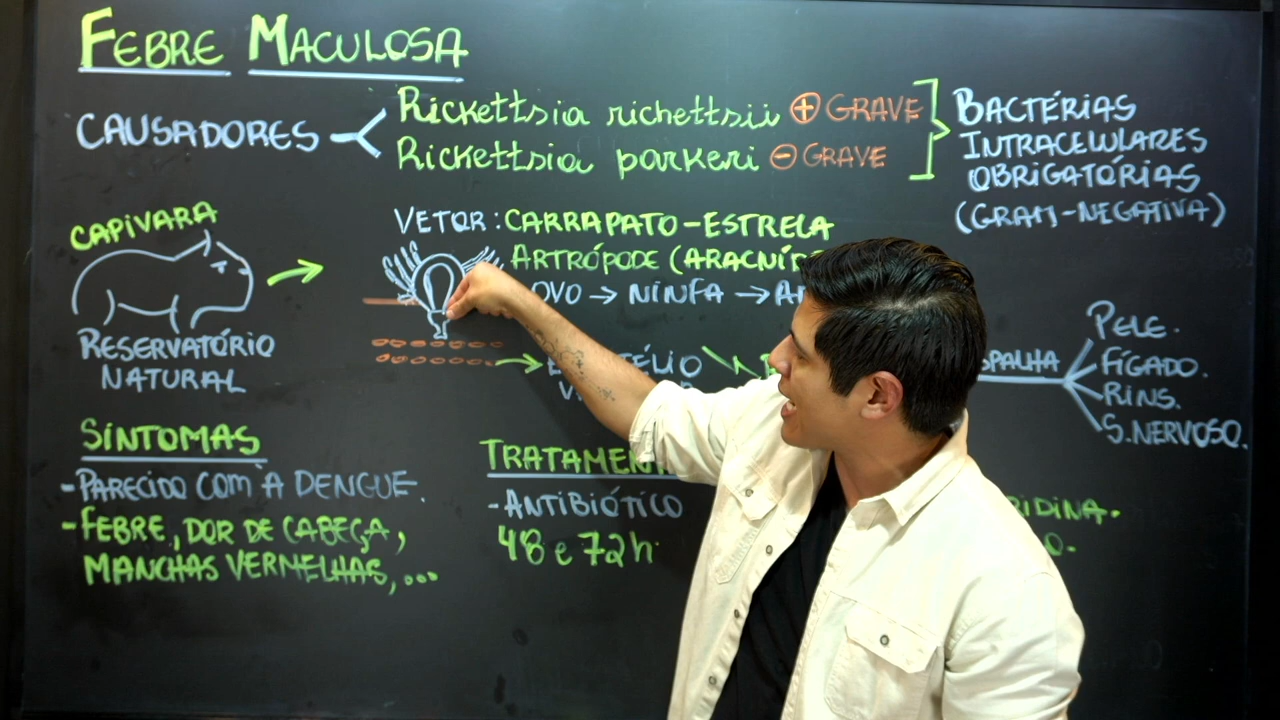 FEBRE MACULOSA
CAUSADORES
Rickettsia richettsii + GRAVE
Rickettsia parkeri - GRAVE
BACTÉRIAS
INTRACELULARES
OBRIGATÓRIAS
(GRAM-NEGATIVA)
CAPIVARA
RESERVATÓRIO
NATURAL
VETOR: CARRAPATO-ESTRELA
ARTRÓPODE (ARACNÍD
OVO → NINFA → A
PELE.
FÍGADO.
RINS.
S. NERVOSO.
SINTOMAS
-PARECIDO COM A DENGUE.
-FEBRE, DOR DE CABEÇA,
MANCHAS VERMELHAS,...
TRATAMEN
-ANTIBIÓTICO
48 e 72h